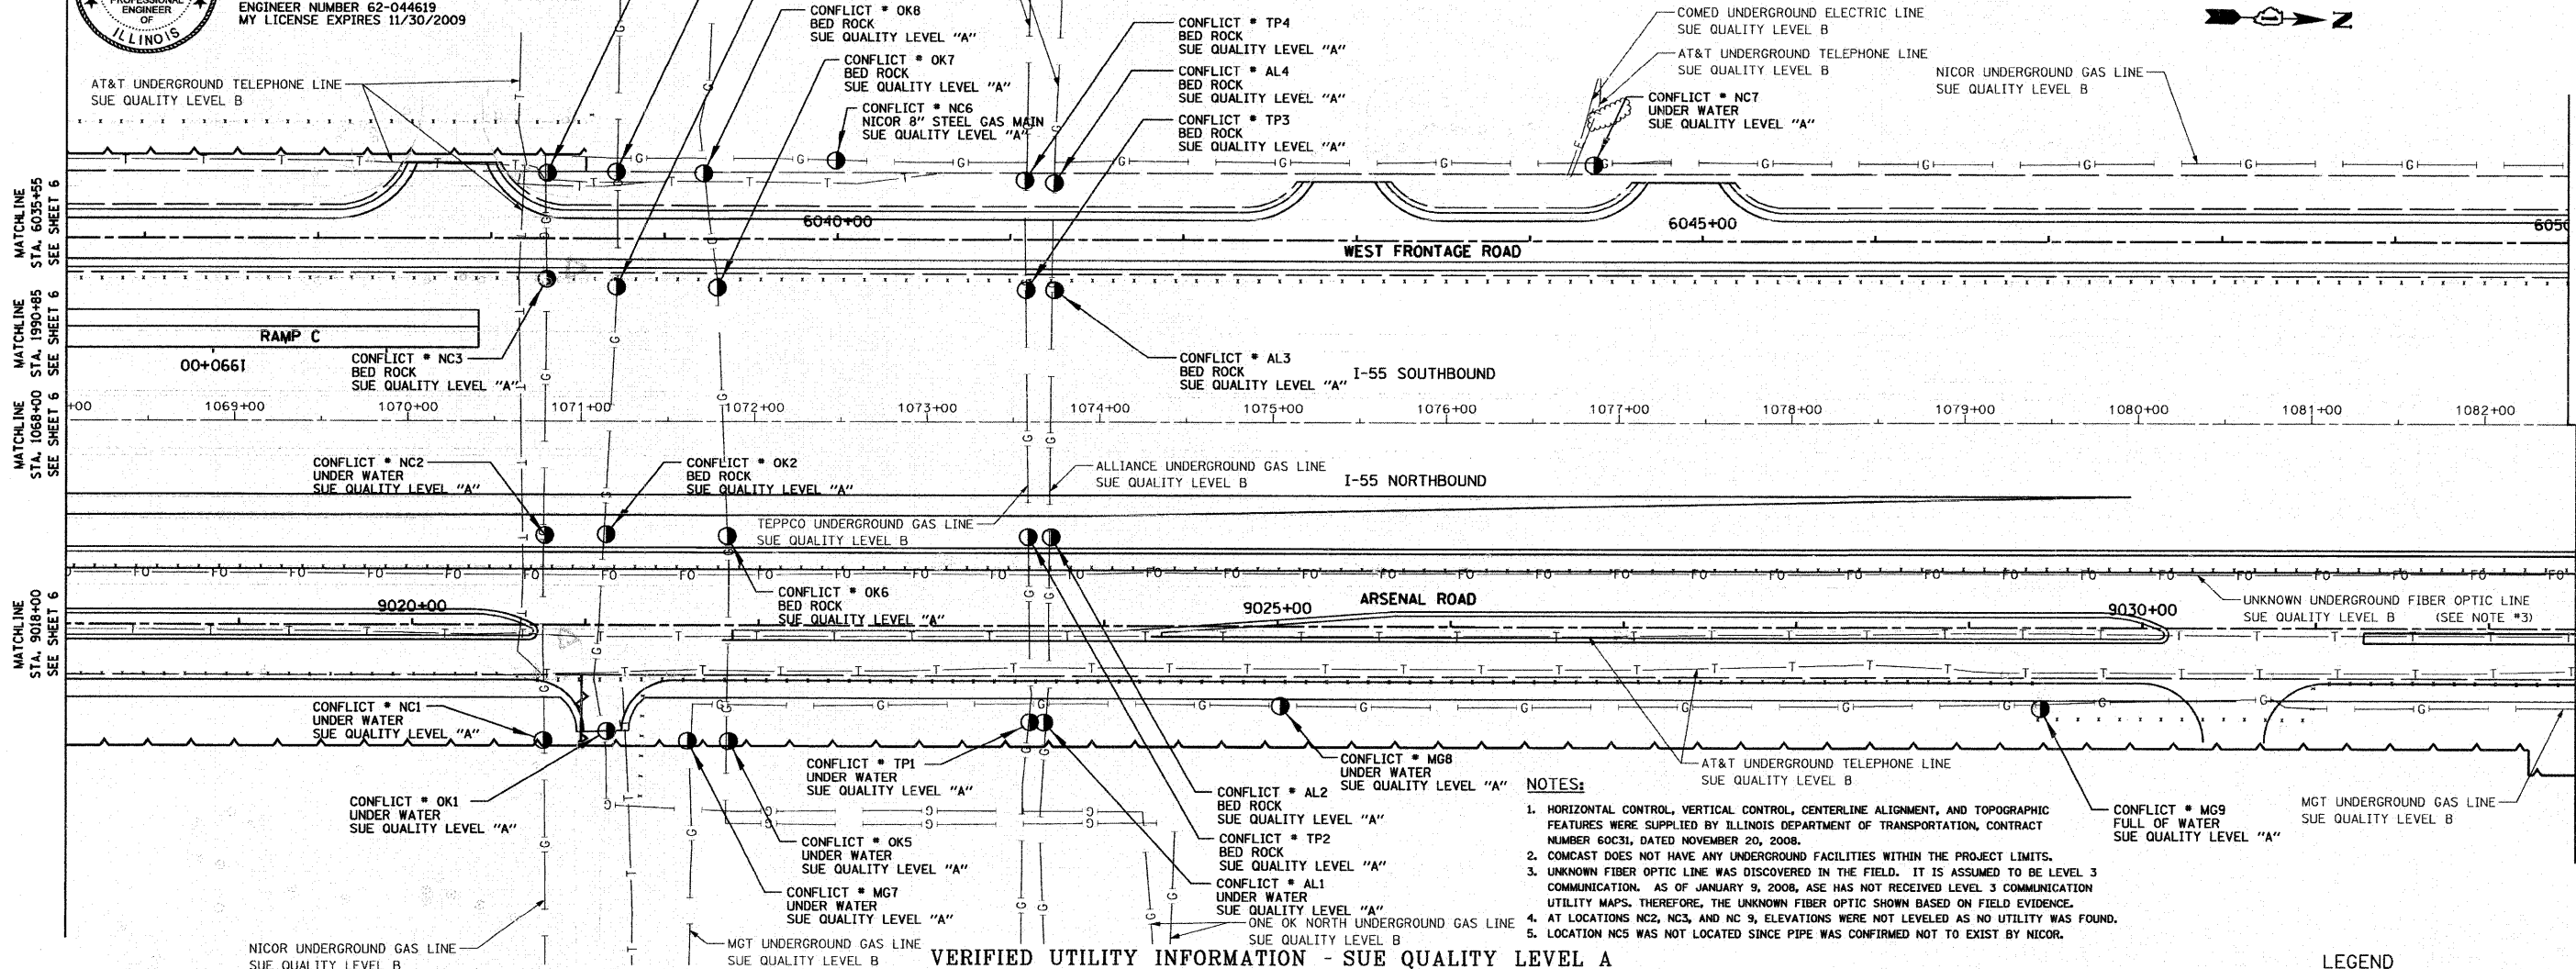 PROFESSIONAL
ENGINEER
OF
ILLINOIS
ENGINEER NUMBER 62-044619
MY LICENSE EXPIRES 11/30/2009
CONFLICT # OK8
BED ROCK
SUE QUALITY LEVEL "A"
CONFLICT # OK7
BED ROCK
SUE QUALITY LEVEL "A"
CONFLICT # NC6
NICOR 8" STEEL GAS MAIN
SUE QUALITY LEVEL "A"
CONFLICT # TP4
BED ROCK
SUE QUALITY LEVEL "A"
CONFLICT # AL4
BED ROCK
SUE QUALITY LEVEL "A"
CONFLICT # TP3
BED ROCK
SUE QUALITY LEVEL "A"
COMED UNDERGROUND ELECTRIC LINE
SUE QUALITY LEVEL B
AT&T UNDERGROUND TELEPHONE LINE
SUE QUALITY LEVEL B
CONFLICT # NC7
UNDER WATER
SUE QUALITY LEVEL "A"
NICOR UNDERGROUND GAS LINE
SUE QUALITY LEVEL B
N
AT&T UNDERGROUND TELEPHONE LINE
SUE QUALITY LEVEL B
MATCHLINE
STA. 6035+55
SEE SHEET 6
6040+00
6045+00
6050
WEST FRONTAGE ROAD
MATCHLINE
STA. 1990+85
SEE SHEET 6
RAMP C
1990+00
CONFLICT # NC3
BED ROCK
SUE QUALITY LEVEL "A"
CONFLICT # AL3
BED ROCK
SUE QUALITY LEVEL "A"
I-55 SOUTHBOUND
MATCHLINE
STA. 1068+00
SEE SHEET 6
+00
1069+00
1070+00
1071+00
1072+00
1073+00
1074+00
1075+00
1076+00
1077+00
1078+00
1079+00
1080+00
1081+00
1082+00
CONFLICT # NC2
UNDER WATER
SUE QUALITY LEVEL "A"
CONFLICT # OK2
BED ROCK
SUE QUALITY LEVEL "A"
ALLIANCE UNDERGROUND GAS LINE
SUE QUALITY LEVEL B
I-55 NORTHBOUND
TEPPCO UNDERGROUND GAS LINE
SUE QUALITY LEVEL B
CONFLICT # OK6
BED ROCK
SUE QUALITY LEVEL "A"
MATCHLINE
STA. 9018+00
SEE SHEET 6
9020+00
9025+00
9030+00
ARSENAL ROAD
UNKNOWN UNDERGROUND FIBER OPTIC LINE
SUE QUALITY LEVEL B (SEE NOTE #3)
CONFLICT # NC1
UNDER WATER
SUE QUALITY LEVEL "A"
CONFLICT # OK1
UNDER WATER
SUE QUALITY LEVEL "A"
CONFLICT # TP1
UNDER WATER
SUE QUALITY LEVEL "A"
CONFLICT # OK5
UNDER WATER
SUE QUALITY LEVEL "A"
CONFLICT # MG7
UNDER WATER
SUE QUALITY LEVEL "A"
CONFLICT # MG8
UNDER WATER
SUE QUALITY LEVEL "A"
CONFLICT # AL2
BED ROCK
SUE QUALITY LEVEL "A"
CONFLICT # TP2
BED ROCK
SUE QUALITY LEVEL "A"
CONFLICT # AL1
UNDER WATER
SUE QUALITY LEVEL "A"
ONE OK NORTH UNDERGROUND GAS LINE
SUE QUALITY LEVEL B
AT&T UNDERGROUND TELEPHONE LINE
SUE QUALITY LEVEL B
CONFLICT # MG9
FULL OF WATER
SUE QUALITY LEVEL "A"
MGT UNDERGROUND GAS LINE
SUE QUALITY LEVEL B
NOTES:
1. HORIZONTAL CONTROL, VERTICAL CONTROL, CENTERLINE ALIGNMENT, AND TOPOGRAPHIC
FEATURES WERE SUPPLIED BY ILLINOIS DEPARTMENT OF TRANSPORTATION, CONTRACT
NUMBER 60C31, DATED NOVEMBER 20, 2008.
2. COMCAST DOES NOT HAVE ANY UNDERGROUND FACILITIES WITHIN THE PROJECT LIMITS.
3. UNKNOWN FIBER OPTIC LINE WAS DISCOVERED IN THE FIELD. IT IS ASSUMED TO BE LEVEL 3
COMMUNICATION. AS OF JANUARY 9, 2008, ASE HAS NOT RECEIVED LEVEL 3 COMMUNICATION
UTILITY MAPS. THEREFORE, THE UNKNOWN FIBER OPTIC SHOWN BASED ON FIELD EVIDENCE.
4. AT LOCATIONS NC2, NC3, AND NC 9, ELEVATIONS WERE NOT LEVELED AS NO UTILITY WAS FOUND.
5. LOCATION NC5 WAS NOT LOCATED SINCE PIPE WAS CONFIRMED NOT TO EXIST BY NICOR.
NICOR UNDERGROUND GAS LINE
SUE QUALITY LEVEL B
MGT UNDERGROUND GAS LINE
SUE QUALITY LEVEL B
VERIFIED UTILITY INFORMATION - SUE QUALITY LEVEL A
LEGEND